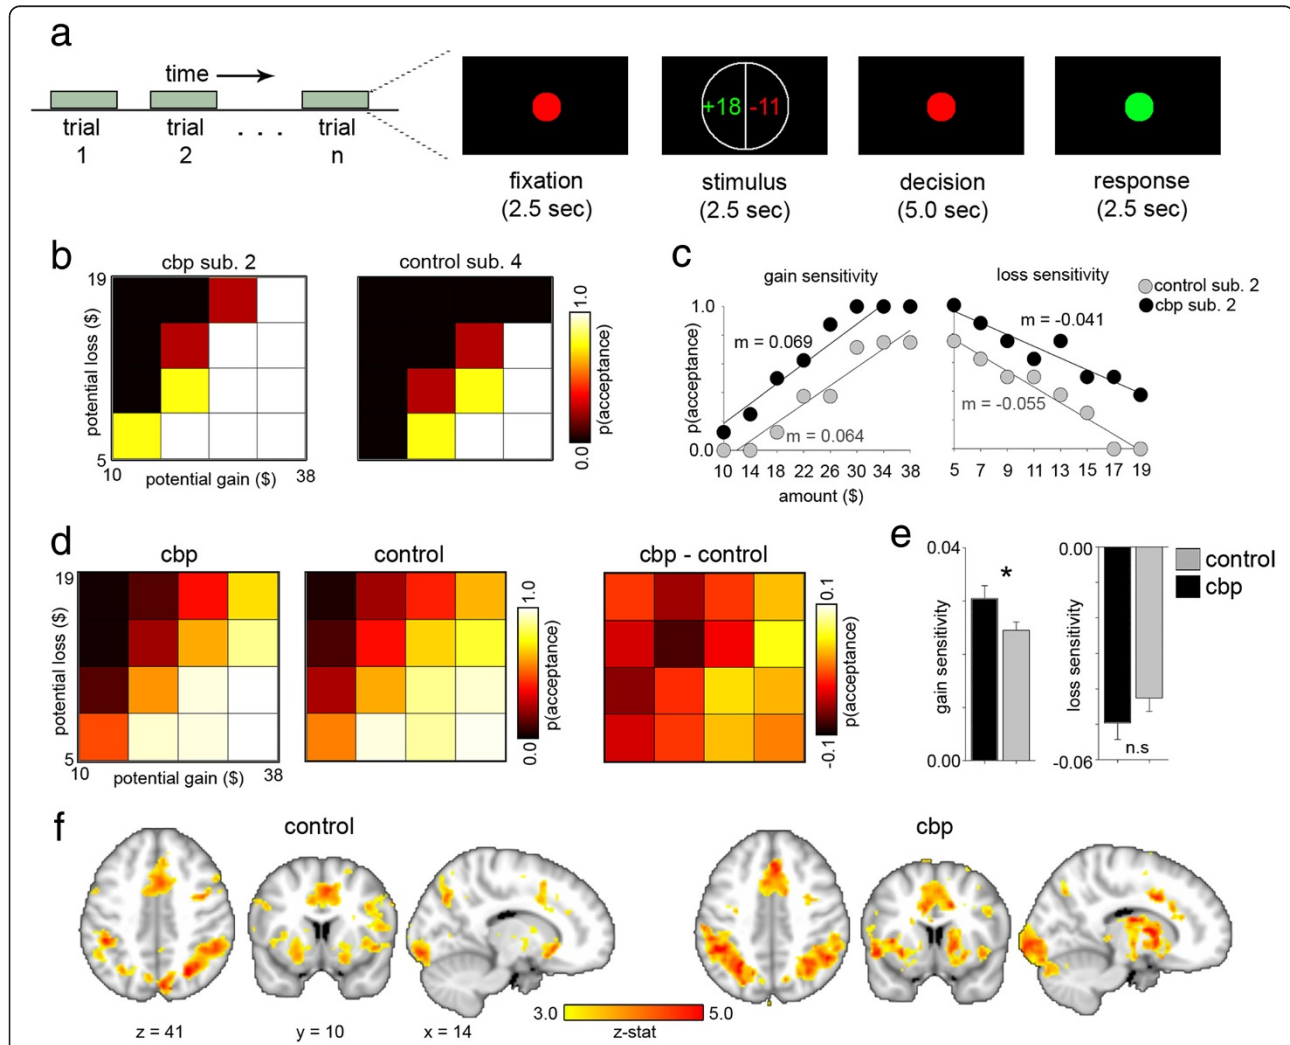 a
time
trial
1
trial
2
. . .
trial
n
+18 -11
fixation
(2.5 sec)
stimulus
(2.5 sec)
decision
(5.0 sec)
response
(2.5 sec)
b
cbp sub. 2
control sub. 4
19
potential loss ($)
5
10
potential gain ($)
38
1.0
0.0
p(acceptance)
c
gain sensitivity
loss sensitivity
control sub. 2
cbp sub. 2
1.0
p(acceptance)
0.0
m = 0.069
m = 0.064
m = -0.041
m = -0.055
10 14 18 22 26 30 34 38
5 7 9 11 13 15 17 19
amount ($)
d
cbp
control
cbp - control
19
potential loss ($)
5
10
potential gain ($)
38
1.0
0.0
p(acceptance)
0.1
-0.1
p(acceptance)
e
0.04
gain sensitivity
0.00
*
0.00
loss sensitivity
-0.06
n.s
control
cbp
f
control
cbp
z = 41
y = 10
x = 14
3.0
5.0
z-stat